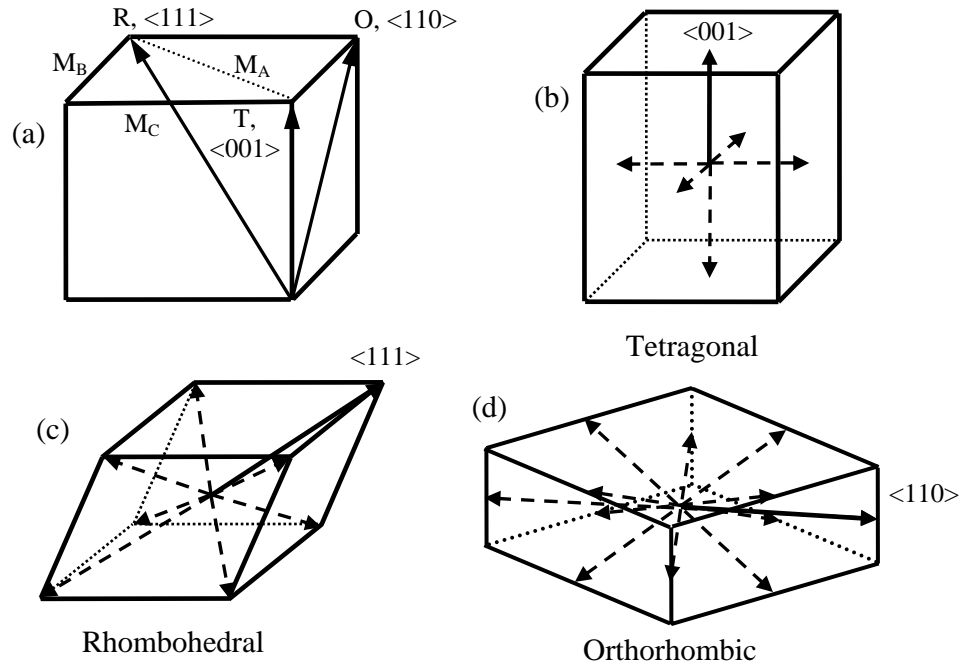 R, <111>
O, <110>
M_B
M_A
M_C
T,
<001>
(a)
(b)
<001>
Tetragonal
(c)
<111>
Rhombohedral
(d)
<110>
Orthorhombic